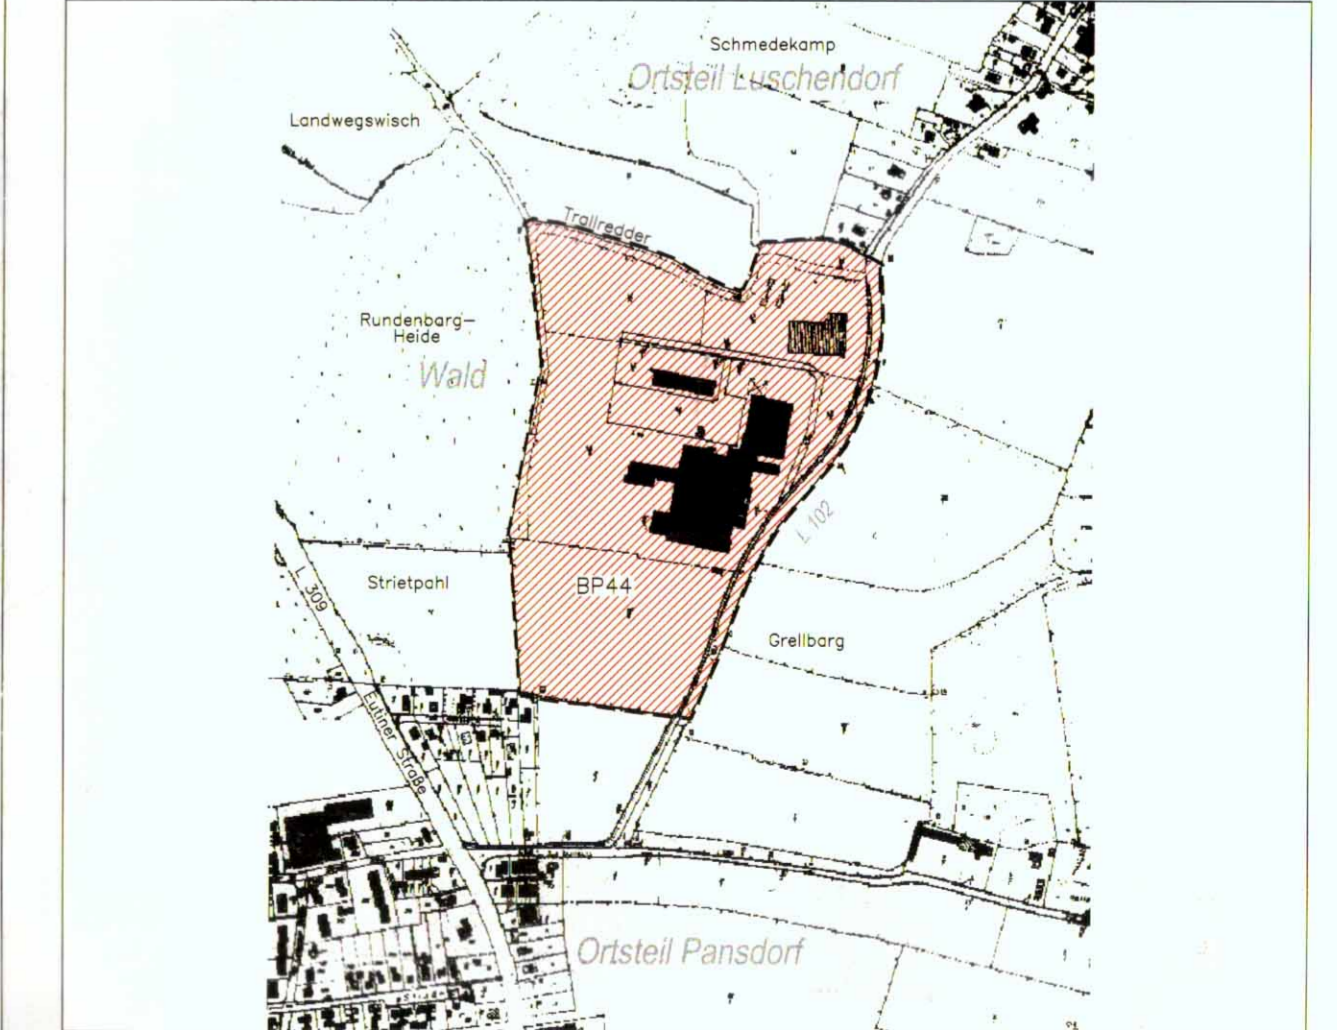 Schmedekamp
Ortsteil Luschendorf
Landwegswisch
Trallredder
Rundenbarg-
Heide
Wald
L 102
Strietpahl
BP44
L 309
Grellbarg
Eutiner Straße
Ortsteil Pansdorf